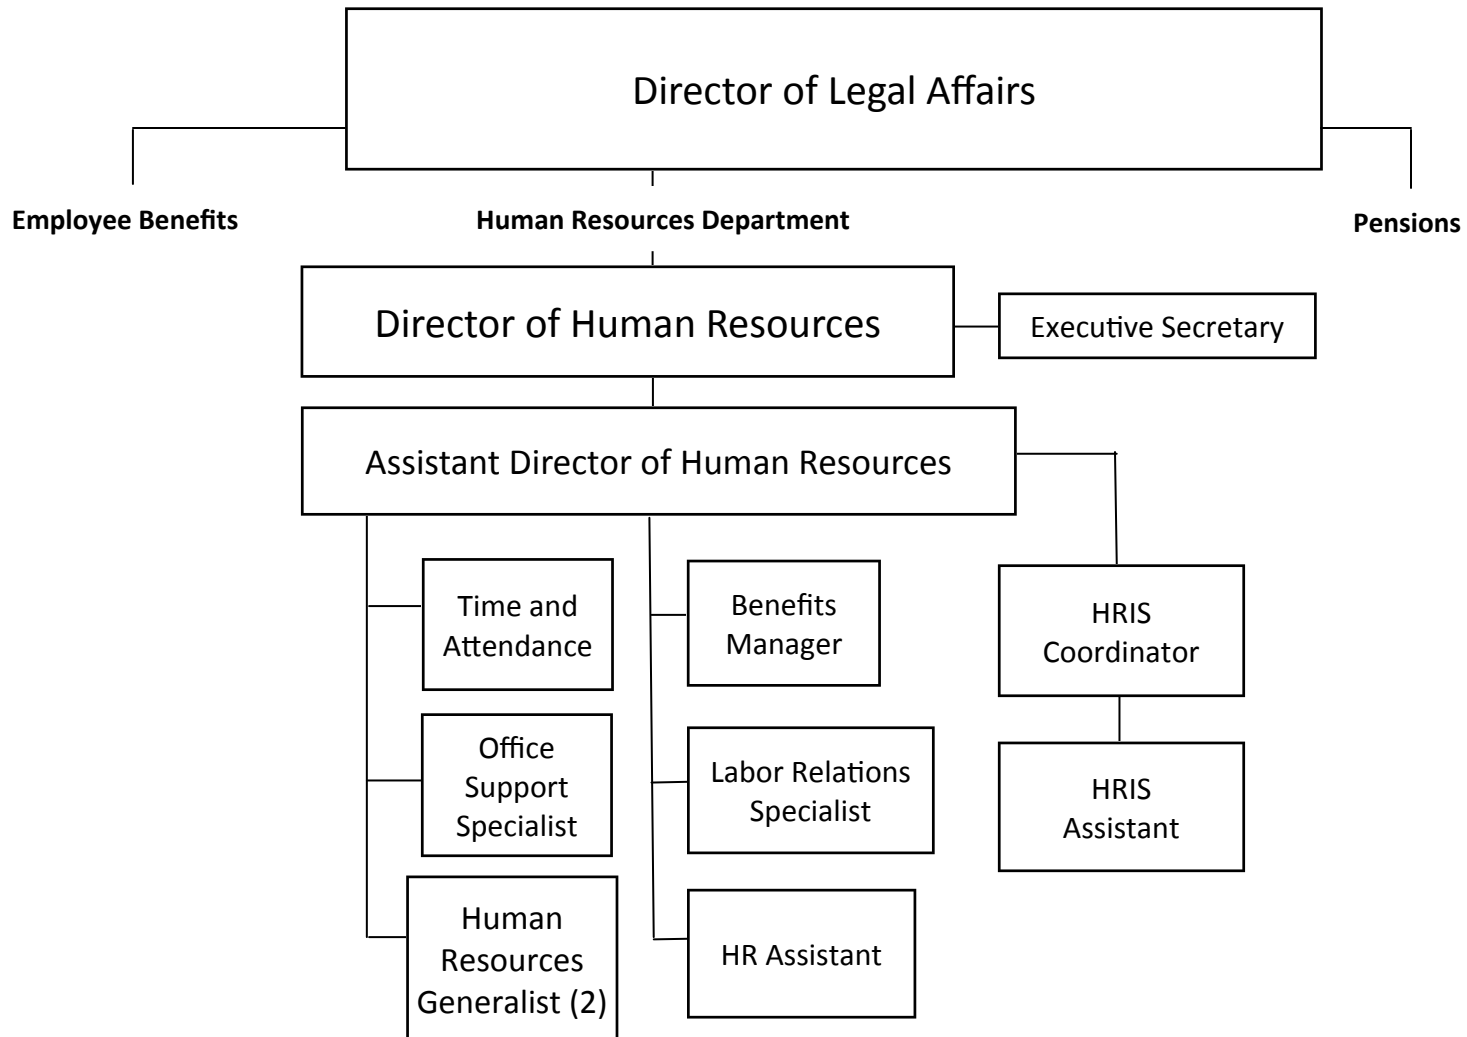 Director of Legal Affairs
Employee Benefits
Human Resources Department
Pensions
Director of Human Resources
Executive Secretary
Assistant Director of Human Resources
Time and
Attendance
Benefits
Manager
HRIS
Coordinator
Office
Support
Specialist
Labor Relations
Specialist
HRIS
Assistant
Human
Resources
Generalist (2)
HR Assistant